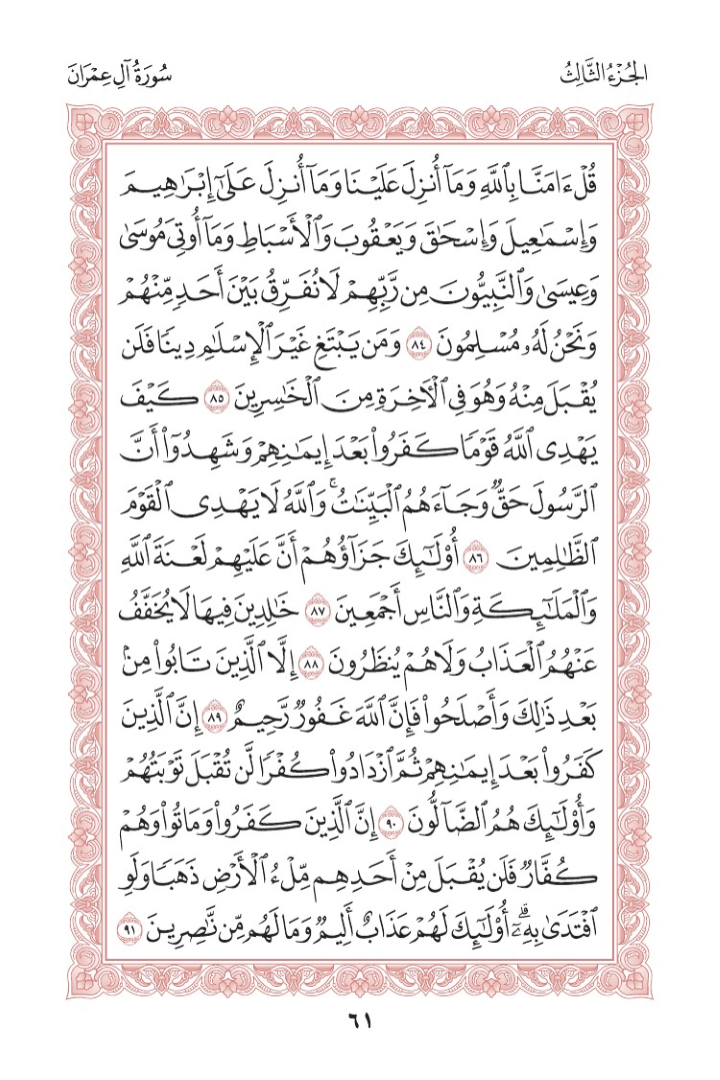 الجُزْءُ الثَّالِثُ
سُورَةُ آلِ عِمْرَانَ
قُلْ ءَامَنَّا بِٱللَّهِ وَمَآ أُنزِلَ عَلَيْنَا وَمَآ أُنزِلَ عَلَىٰٓ إِبْرَٰهِيمَ
وَإِسْمَٰعِيلَ وَإِسْحَٰقَ وَيَعْقُوبَ وَٱلْأَسْبَاطِ وَمَآ أُوتِيَ مُوسَىٰ
وَعِيسَىٰ وَٱلنَّبِيُّونَ مِن رَّبِّهِمْ لَا نُفَرِّقُ بَيْنَ أَحَدٍ مِّنْهُمْ
وَنَحْنُ لَهُۥ مُسْلِمُونَ ٨٤ وَمَن يَبْتَغِ غَيْرَ ٱلْإِسْلَٰمِ دِينًا فَلَن
يُقْبَلَ مِنْهُ وَهُوَ فِي ٱلْأٓخِرَةِ مِنَ ٱلْخَٰسِرِينَ ٨٥ كَيْفَ
يَهْدِي ٱللَّهُ قَوْمًا كَفَرُوا۟ بَعْدَ إِيمَٰنِهِمْ وَشَهِدُوٓا۟ أَنَّ
ٱلرَّسُولَ حَقٌّ وَجَآءَهُمُ ٱلْبَيِّنَٰتُۚ وَٱللَّهُ لَا يَهْدِي ٱلْقَوْمَ
ٱلظَّٰلِمِينَ ٨٦ أُو۟لَٰٓئِكَ جَزَآؤُهُمْ أَنَّ عَلَيْهِمْ لَعْنَةَ ٱللَّهِ
وَٱلْمَلَٰٓئِكَةِ وَٱلنَّاسِ أَجْمَعِينَ ٨٧ خَٰلِدِينَ فِيهَا لَا يُخَفَّفُ
عَنْهُمُ ٱلْعَذَابُ وَلَا هُمْ يُنظَرُونَ ٨٨ إِلَّا ٱلَّذِينَ تَابُوا۟ مِنۢ
بَعْدِ ذَٰلِكَ وَأَصْلَحُوا۟ فَإِنَّ ٱللَّهَ غَفُورٌ رَّحِيمٌ ٨٩ إِنَّ ٱلَّذِينَ
كَفَرُوا۟ بَعْدَ إِيمَٰنِهِمْ ثُمَّ ٱزْدَادُوا۟ كُفْرًا لَّن تُقْبَلَ تَوْبَتُهُمْ
وَأُو۟لَٰٓئِكَ هُمُ ٱلضَّآلُّونَ ٩٠ إِنَّ ٱلَّذِينَ كَفَرُوا۟ وَمَاتُوا۟ وَهُمْ
كُفَّارٌ فَلَن يُقْبَلَ مِنْ أَحَدِهِم مِّلْءُ ٱلْأَرْضِ ذَهَبًا وَلَوِ
ٱفْتَدَىٰ بِهِۦٓۗ أُو۟لَٰٓئِكَ لَهُمْ عَذَابٌ أَلِيمٌ وَمَا لَهُم مِّن نَّٰصِرِينَ ٩١
٦١